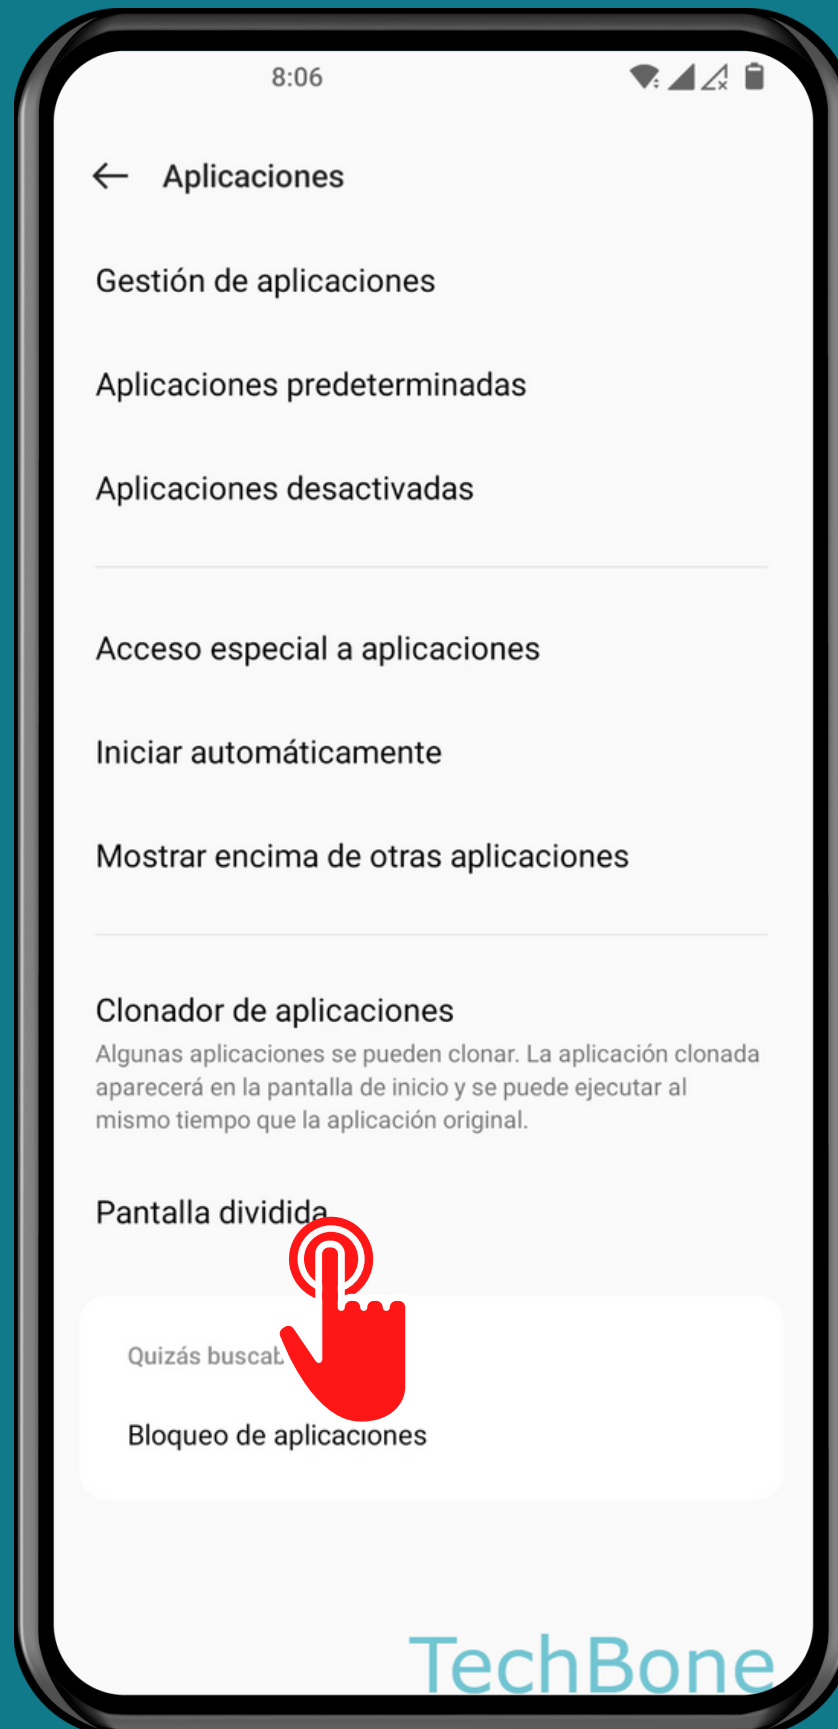 8:06
Aplicaciones
Gestión de aplicaciones
Aplicaciones predeterminadas
Aplicaciones desactivadas
Acceso especial a aplicaciones
Iniciar automáticamente
Mostrar encima de otras aplicaciones
Clonador de aplicaciones
Algunas aplicaciones se pueden clonar. La aplicación clonada
aparecerá en la pantalla de inicio y se puede ejecutar al
mismo tiempo que la aplicación original.
Pantalla dividida
Quizás
Bloqueo de aplicaciones
TechBone